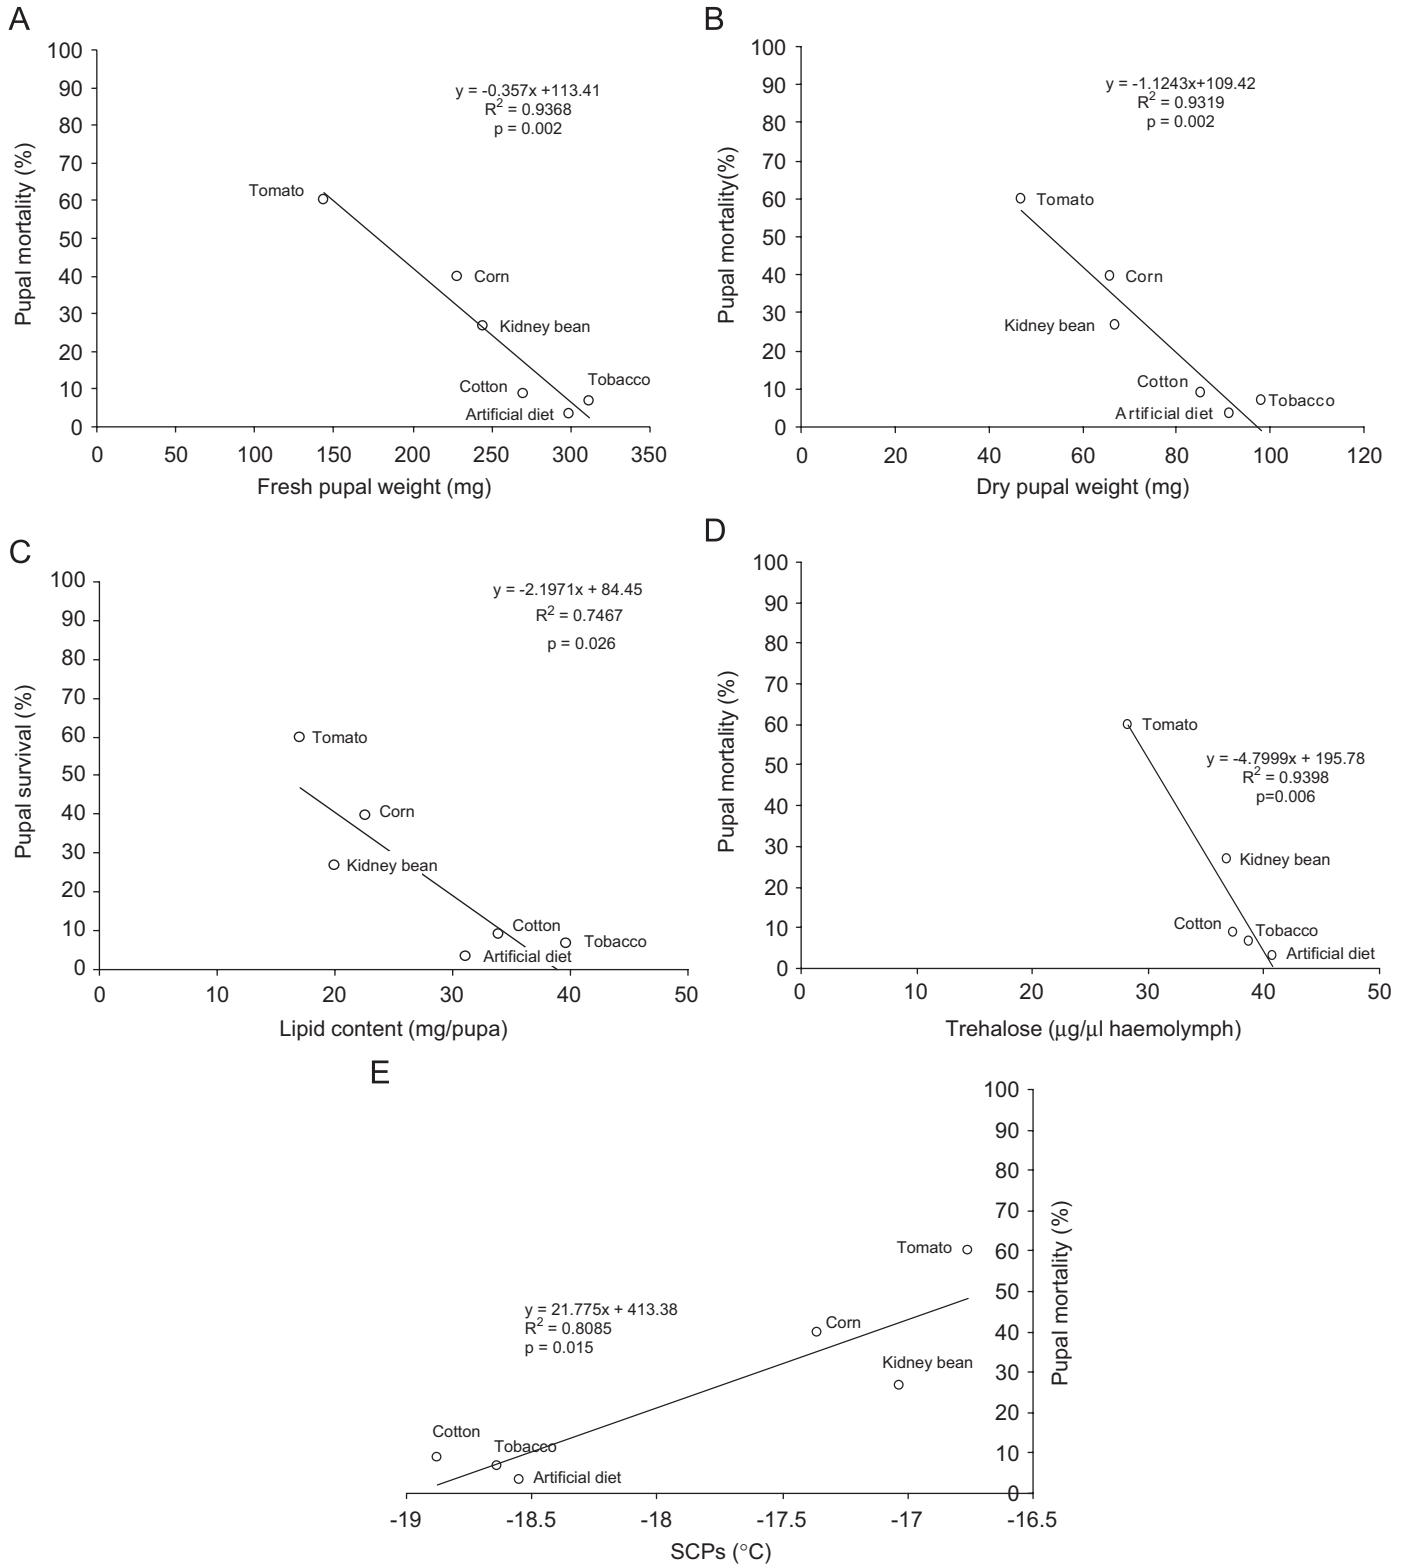 A
100
90
80
70
60
50
40
30
20
10
0
Pupal mortality (%)
y = -0.357x +113.41
R² = 0.9368
p = 0.002
Tomato
Corn
Kidney bean
Cotton
Tobacco
Artificial diet
0 50 100 150 200 250 300 350
Fresh pupal weight (mg)
B
100
90
80
70
60
50
40
30
20
10
0
Pupal mortality(%)
y = -1.1243x+109.42
R² = 0.9319
p = 0.002
Tomato
Corn
Kidney bean
Cotton
Artificial diet
Tobacco
0 20 40 60 80 100 120
Dry pupal weight (mg)
C
100
90
80
70
60
50
40
30
20
10
0
Pupal survival (%)
y = -2.1971x + 84.45
R² = 0.7467
p = 0.026
Tomato
Corn
Kidney bean
Cotton
Tobacco
Artificial diet
0 10 20 30 40 50
Lipid content (mg/pupa)
D
100
90
80
70
60
50
40
30
20
10
0
Pupal mortality (%)
Tomato
y = -4.7999x + 195.78
R² = 0.9398
p=0.006
Kidney bean
Cotton
Tobacco
Artificial diet
0 10 20 30 40 50
Trehalose (μg/μl haemolymph)
E
100
90
80
70
60
50
40
30
20
10
0
Pupal mortality (%)
Tomato
y = 21.775x + 413.38
R² = 0.8085
p = 0.015
Corn
Kidney bean
Cotton
Tobacco
Artificial diet
-19 -18.5 -18 -17.5 -17 -16.5
SCPs (°C)